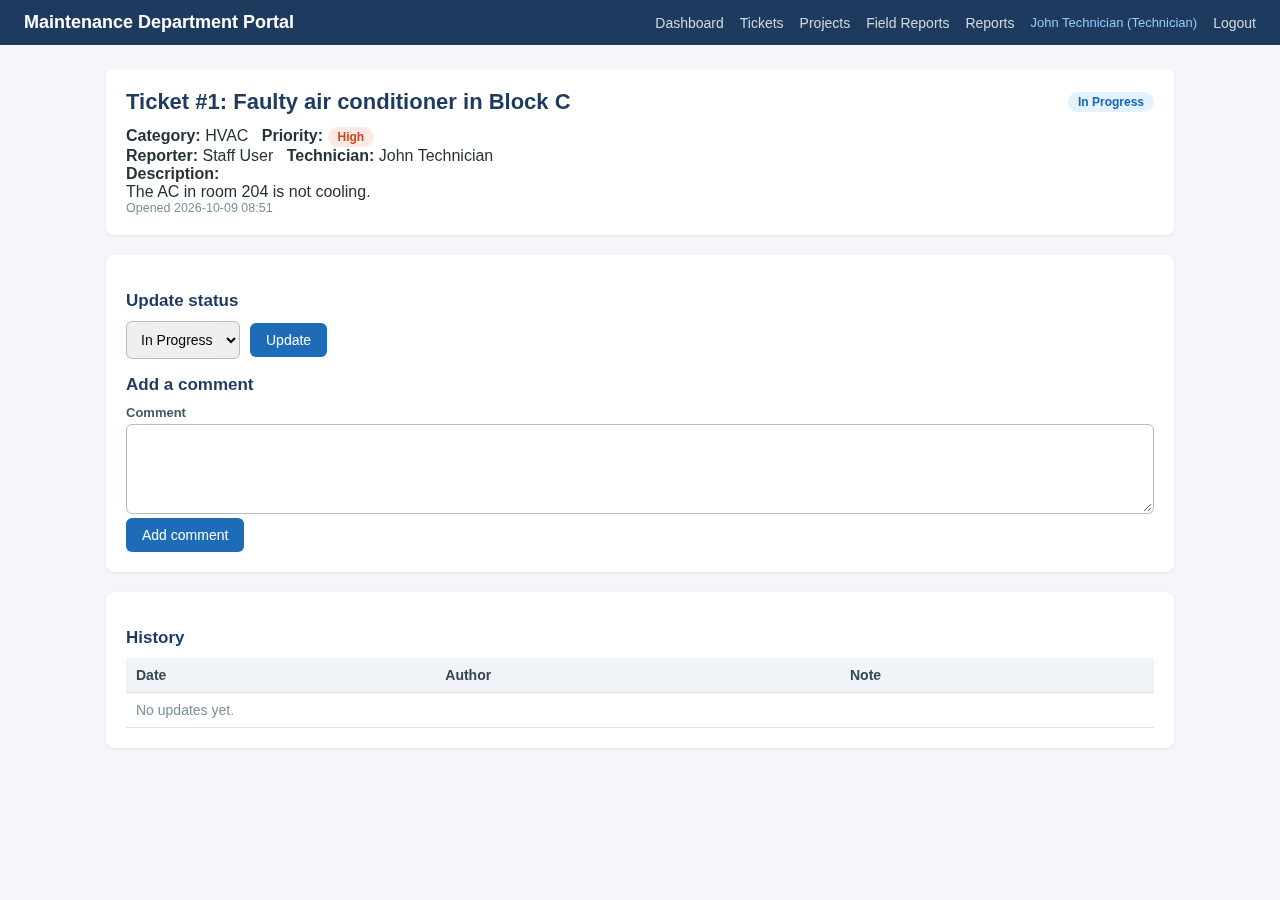 Maintenance Department Portal
Dashboard Tickets Projects Field Reports Reports John Technician (Technician) Logout
Ticket #1: Faulty air conditioner in Block C
In Progress
Category: HVAC Priority: High
Reporter: Staff User Technician: John Technician
Description:
The AC in room 204 is not cooling.
Opened 2026-10-09 08:51
Update status
In Progress Update
Add a comment
Comment
Add comment
History
Date Author Note
No updates yet.